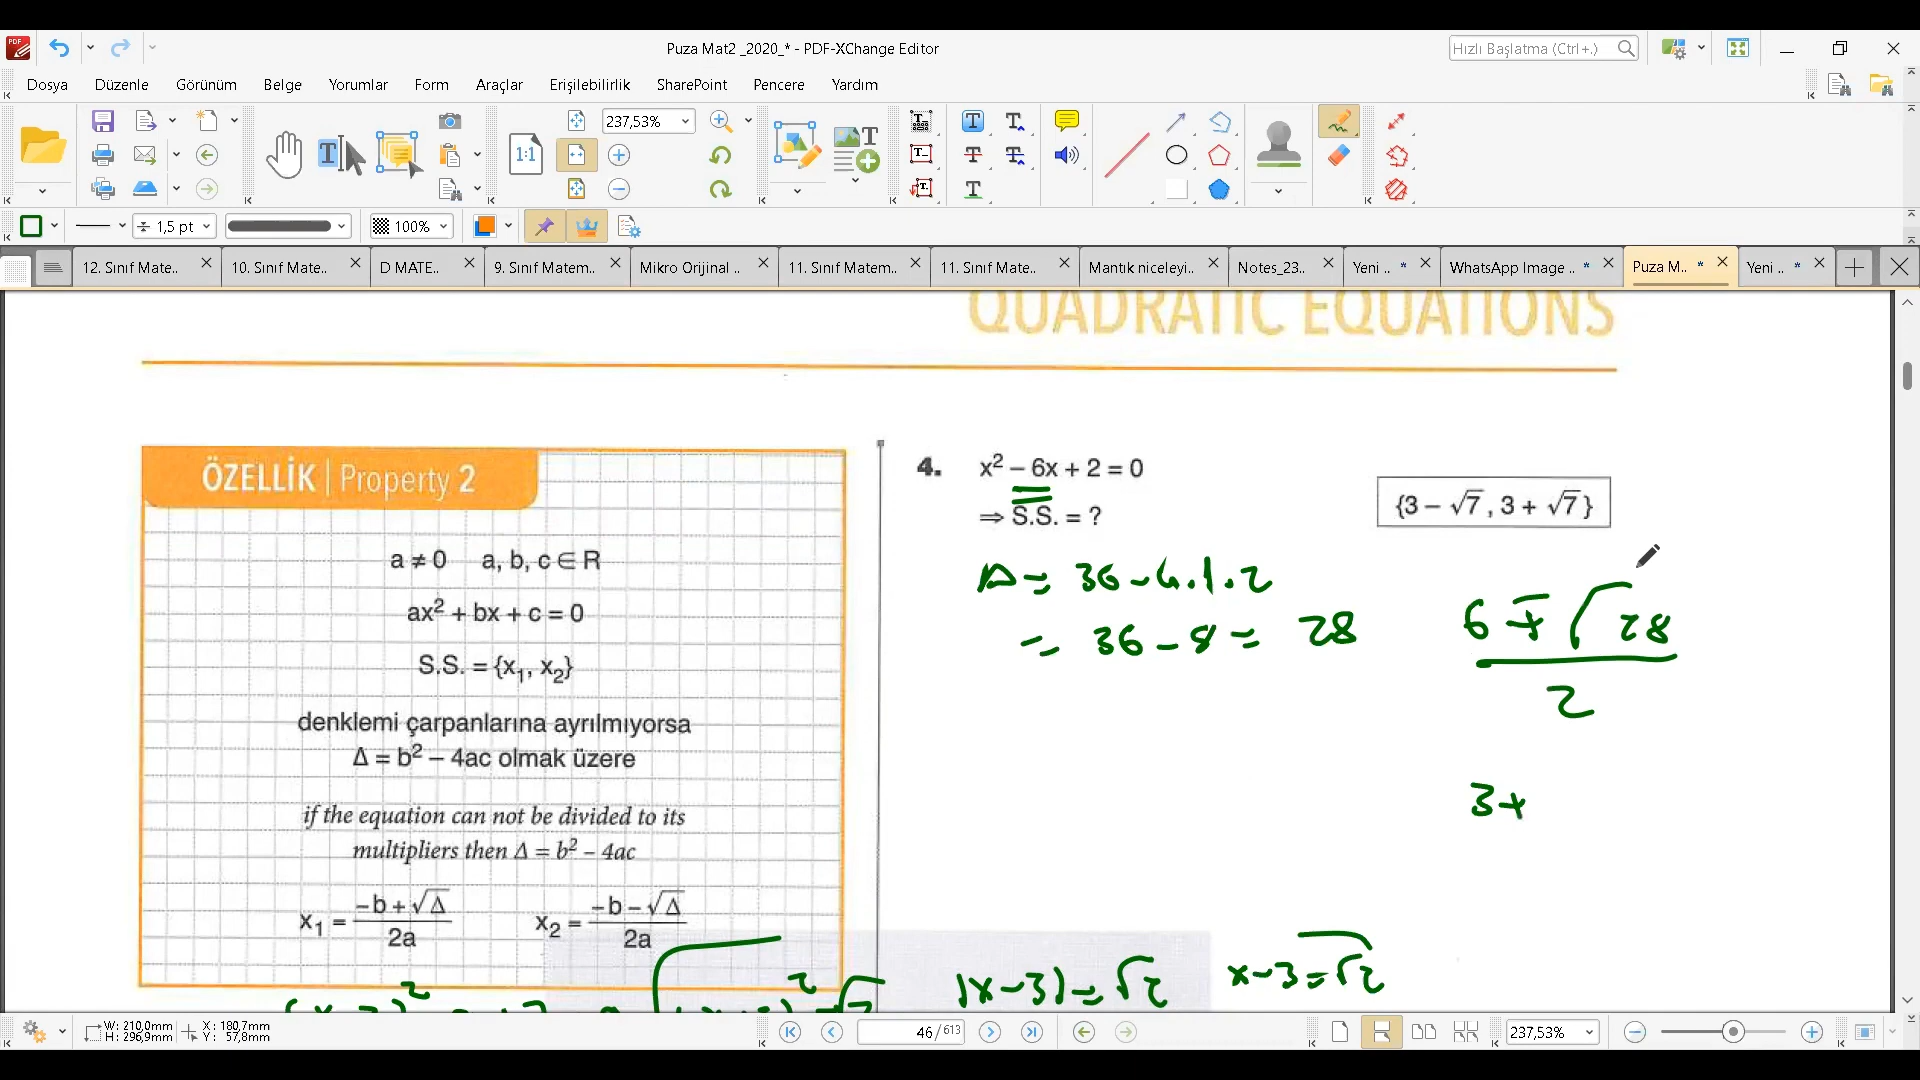 Puza Mat2 _2020_* - PDF-XChange Editor
Hızlı Başlatma (Ctrl+.)
Dosya Düzenle Görünüm Belge Yorumlar Form Araçlar Erişilebilirlik SharePoint Pencere Yardım
237,53%
1:1
1,5 pt
100%
12. Sınıf Mate.. 10. Sınıf Mate.. D MATE.. 9. Sınıf Matem.. Mikro Orijinal .. 11. Sınıf Matem.. 11. Sınıf Mate.. Mantık niceleyi.. Notes_23.. Yeni .. * WhatsApp Image .. * Puza M.. * Yeni .. *
QUADRATIC EQUATIONS
ÖZELLİK | Property 2
a ≠ 0 a, b, c ∈ R
ax² + bx + c = 0
S.S. = {x₁, x₂}
denklemi çarpanlarına ayrılmıyorsa
Δ = b² – 4ac olmak üzere
if the equation can not be divided to its
multipliers then Δ = b² – 4ac
x₁ = (–b + √Δ) / 2a x₂ = (–b – √Δ) / 2a
4. x² – 6x + 2 = 0
⇒ S.S. = ?
{3 – √7 , 3 + √7 }
Δ = 36 - 4.1.2
= 36 - 8 = 28
6 ∓ √28
2
3+
|x-3| = √2 x-3 = √2
W: 210,0mm
H: 296,9mm
X: 180,7mm
Y: 57,8mm
46 / 613
237,53%